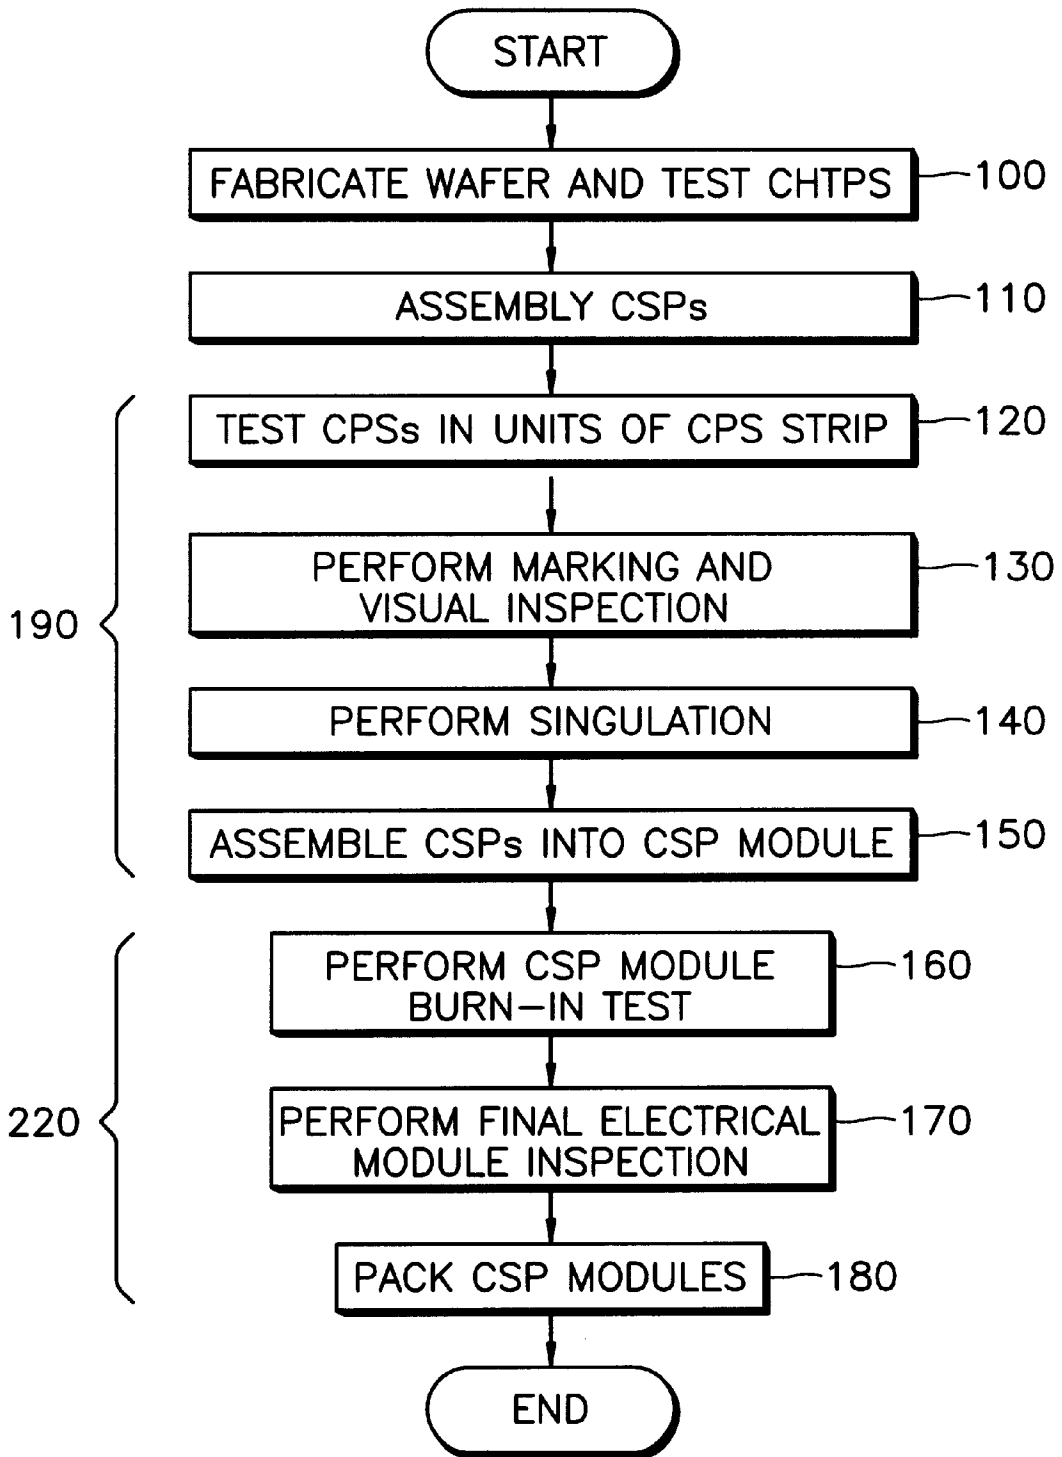 START
FABRICATE WAFER AND TEST CHTPS
100
ASSEMBLY CSPs
110
TEST CPSs IN UNITS OF CPS STRIP
120
PERFORM MARKING AND
VISUAL INSPECTION
130
190
PERFORM SINGULATION
140
ASSEMBLE CSPs INTO CSP MODULE
150
PERFORM CSP MODULE
BURN-IN TEST
160
220
PERFORM FINAL ELECTRICAL
MODULE INSPECTION
170
PACK CSP MODULES
180
END